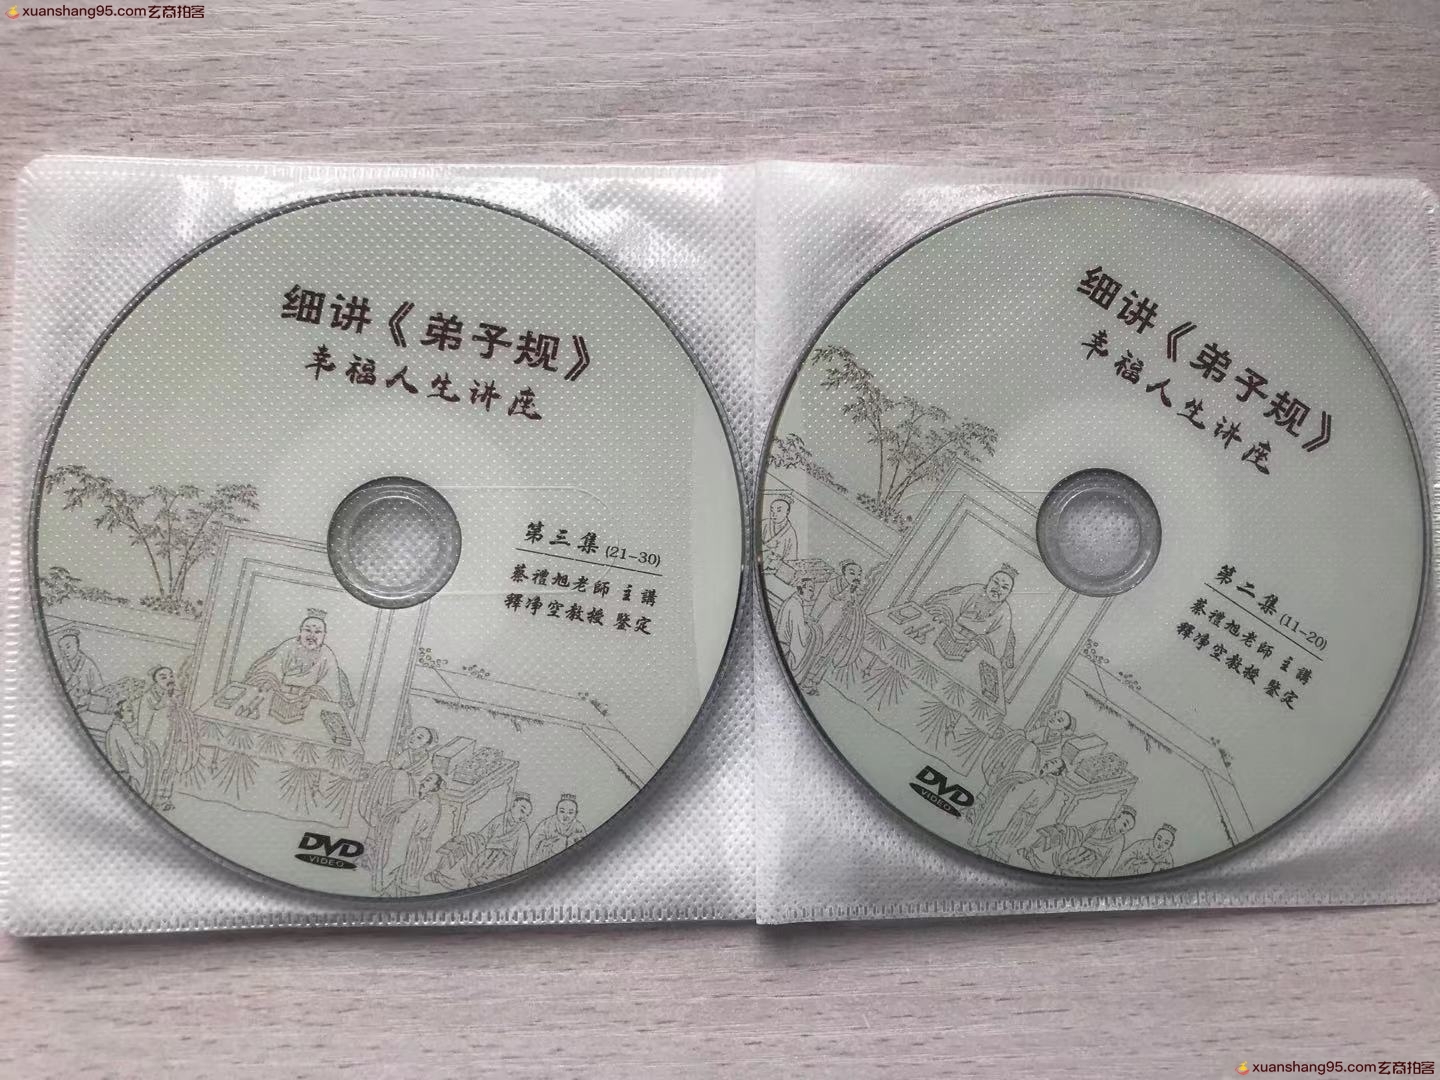 xuanshang95.com玄商拍客
细讲《弟子规》
幸福人生讲座
第三集(21-30)
蔡禮旭老師 主講
釋净空教授 鑒定
DVD
VIDEO
细讲《弟子规》
幸福人生讲座
第二集(11-20)
蔡禮旭老師 主講
釋净空教授 鑒定
DVD
VIDEO
xuanshang95.com玄商拍客